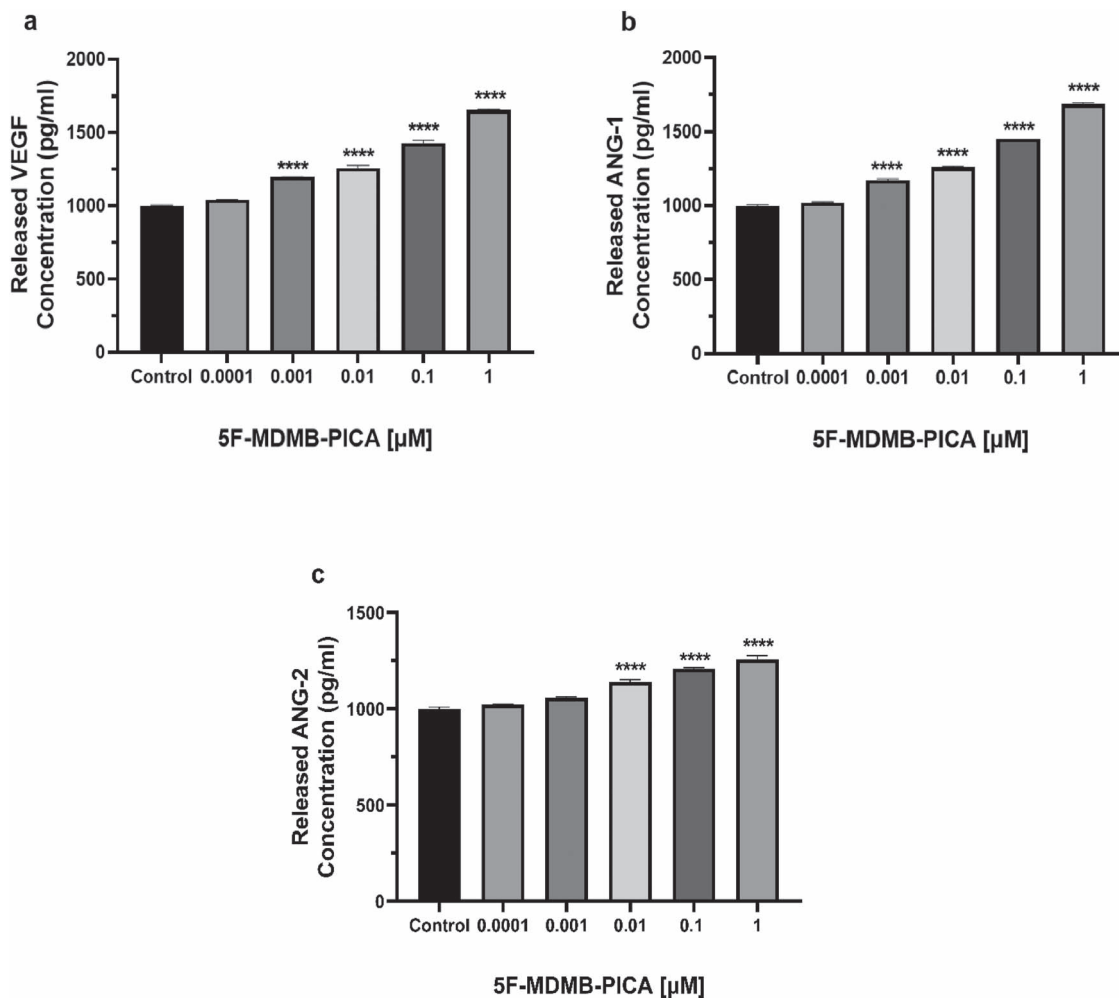 a
Released VEGF
Concentration (pg/ml)
2000
1500
1000
500
0
****
****
****
****
Control 0.0001 0.001 0.01 0.1 1
5F-MDMB-PICA [µM]
b
Released ANG-1
Concentration (pg/ml)
2000
1500
1000
500
0
****
****
****
****
Control 0.0001 0.001 0.01 0.1 1
5F-MDMB-PICA [µM]
c
Released ANG-2
Concentration (pg/ml)
1500
1000
500
0
****
****
****
Control 0.0001 0.001 0.01 0.1 1
5F-MDMB-PICA [µM]